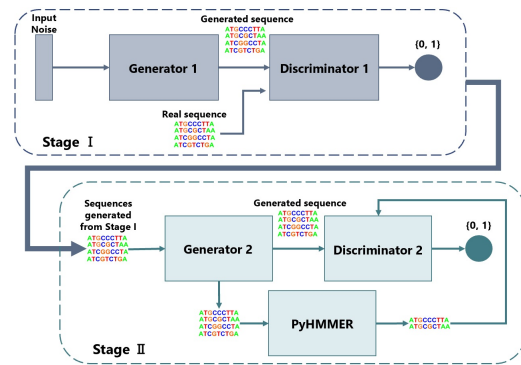 Input
Noise
Generated sequence
ATGCCCTTA
ATGCGCTAA
ATCGGCCTA
ATCGTCTGA
{0, 1}
Generator 1
Discriminator 1
Real sequence
ATGCCCTTA
ATGCGCTAA
ATCGGCCTA
ATCGTCTGA
Stage Ⅰ
Sequences
generated
from Stage I
ATGCCCTTA
ATGCGCTAA
ATCGGCCTA
ATCGTCTGA
Generated sequence
ATGCCCTTA
ATGCGCTAA
ATCGGCCTA
ATCGTCTGA
{0, 1}
Generator 2
Discriminator 2
ATGCCCTTA
ATGCGCTAA
ATCGGCCTA
ATCGTCTGA
PyHMMER
ATGCCCTTA
ATGCGCTAA
Stage Ⅱ